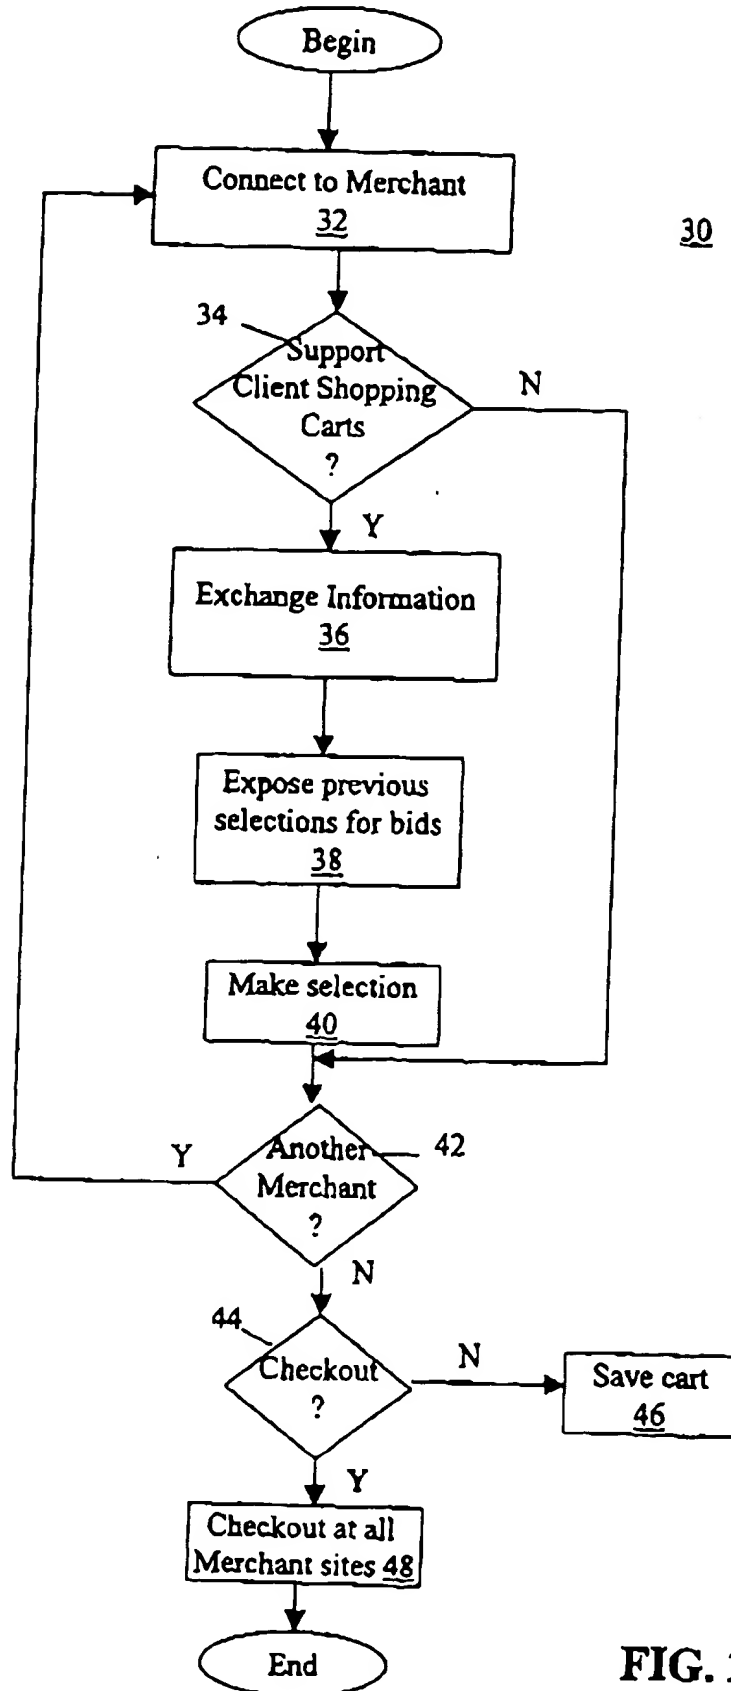 Begin
Connect to Merchant
32
30
34
Support
Client Shopping
Carts
?
N
Y
Exchange Information
36
Expose previous
selections for bids
38
Make selection
40
Y
Another
Merchant
?
42
N
44
Checkout
?
N
Save cart
46
Y
Checkout at all
Merchant sites 48
End
FIG.